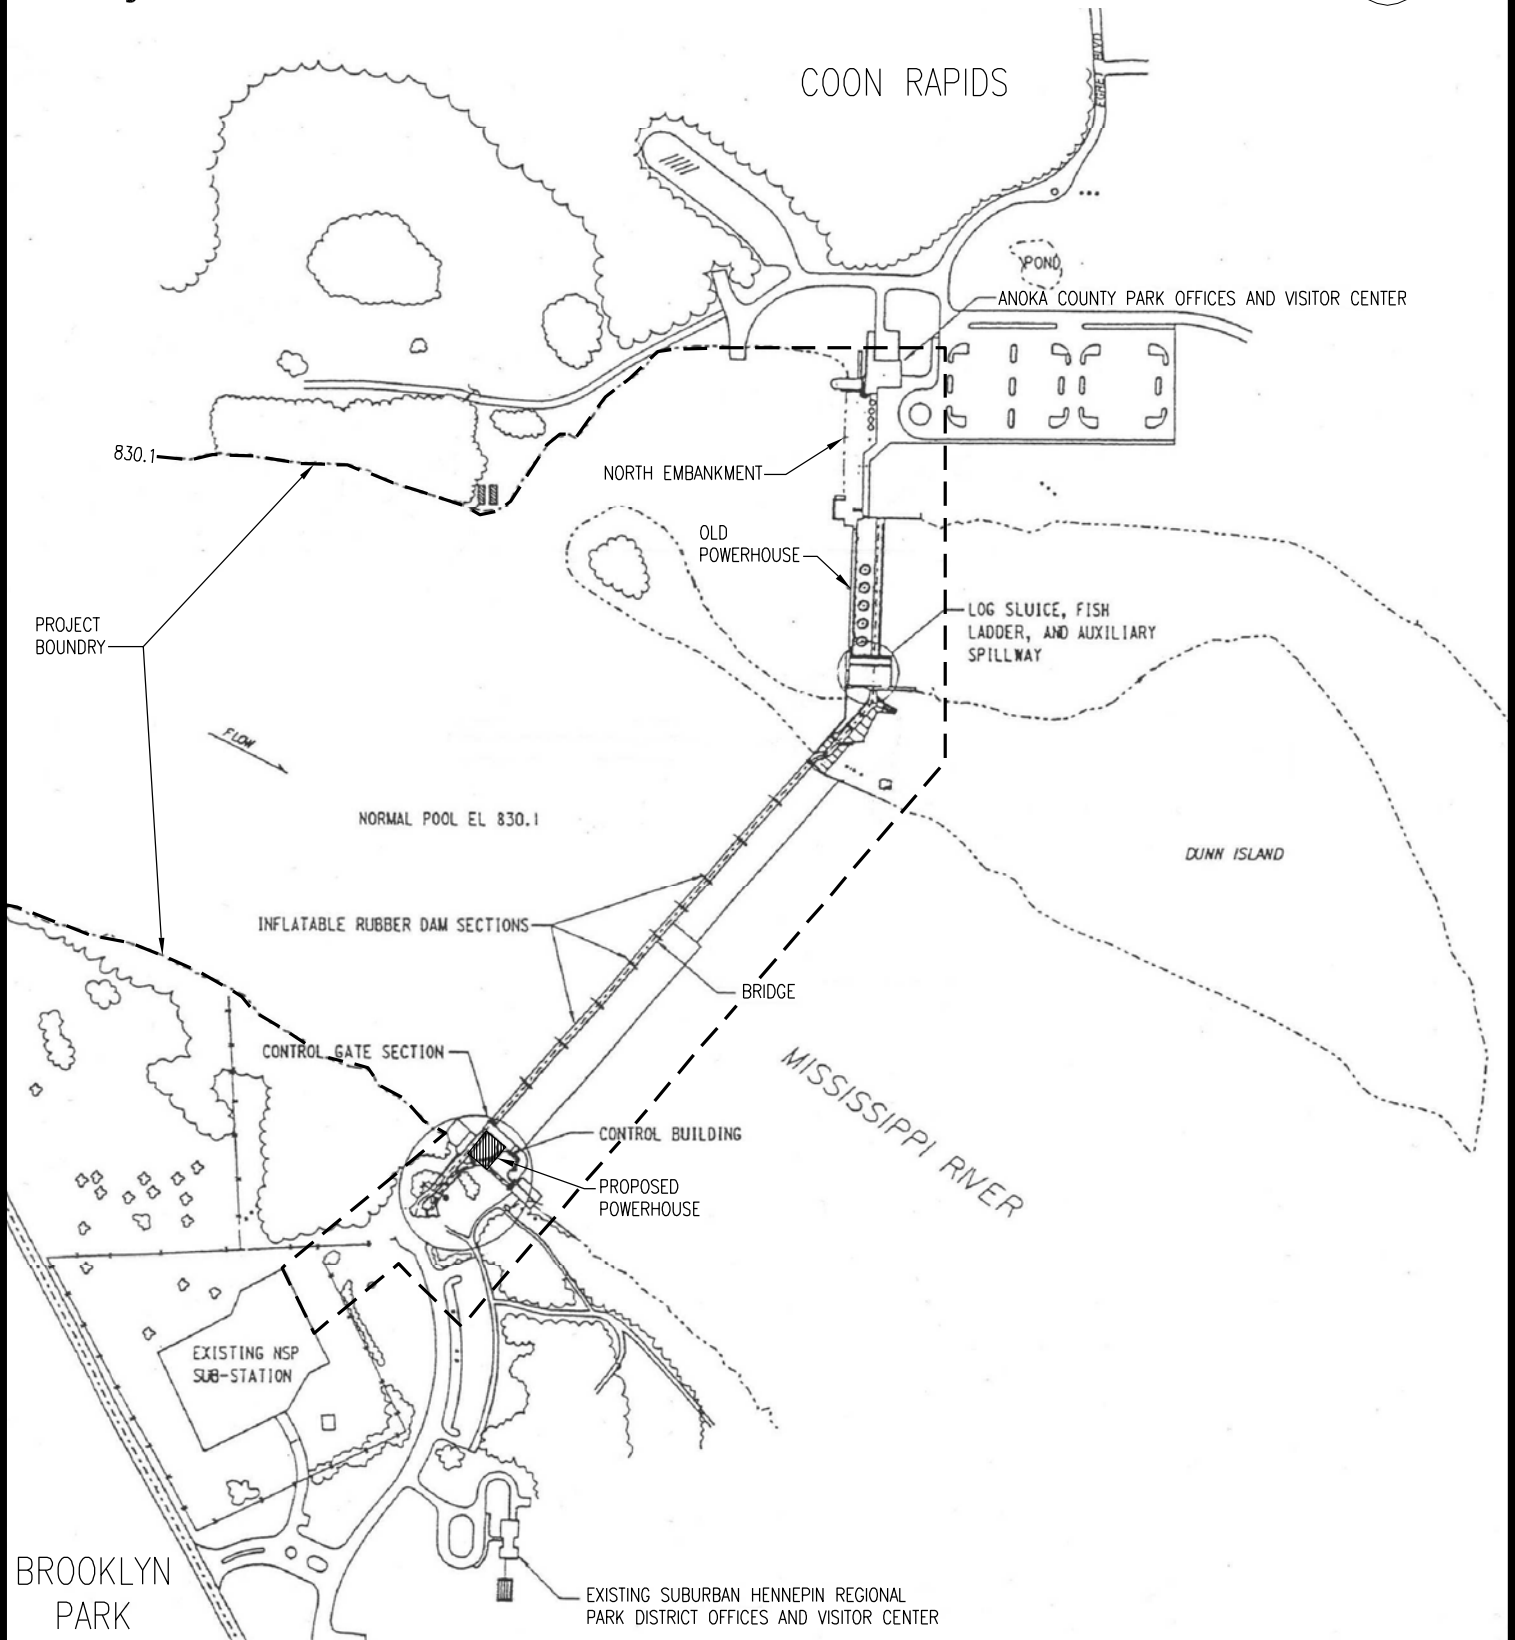 COON RAPIDS
EGRET BLVD
POND
ANOKA COUNTY PARK OFFICES AND VISITOR CENTER
830.1
NORTH EMBANKMENT
OLD
POWERHOUSE
PROJECT
BOUNDRY
LOG SLUICE, FISH
LADDER, AND AUXILIARY
SPILLWAY
FLOW
NORMAL POOL EL 830.1
DUNN ISLAND
INFLATABLE RUBBER DAM SECTIONS
BRIDGE
CONTROL GATE SECTION
MISSISSIPPI RIVER
CONTROL BUILDING
PROPOSED
POWERHOUSE
EXISTING NSP
SUB-STATION
BROOKLYN
PARK
EXISTING SUBURBAN HENNEPIN REGIONAL
PARK DISTRICT OFFICES AND VISITOR CENTER